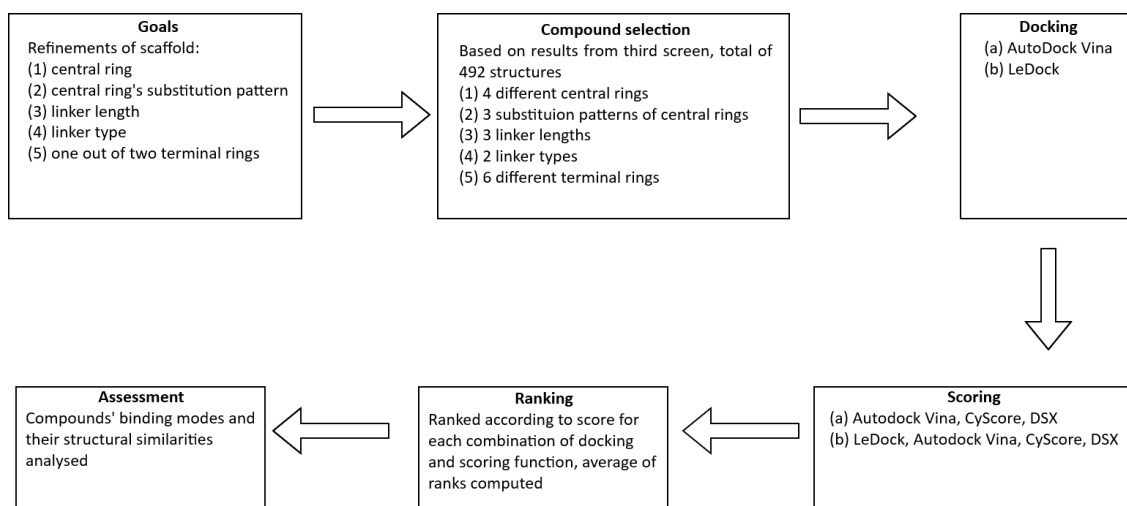 Goals
Refinements of scaffold:
(1) central ring
(2) central ring's substitution pattern
(3) linker length
(4) linker type
(5) one out of two terminal rings
Compound selection
Based on results from third screen, total of
492 structures
(1) 4 different central rings
(2) 3 substituion patterns of central rings
(3) 3 linker lengths
(4) 2 linker types
(5) 6 different terminal rings
Docking
(a) AutoDock Vina
(b) LeDock
Scoring
(a) Autodock Vina, CyScore, DSX
(b) LeDock, Autodock Vina, CyScore, DSX
Ranking
Ranked according to score for
each combination of docking
and scoring function, average of
ranks computed
Assessment
Compounds' binding modes and
their structural similarities
analysed